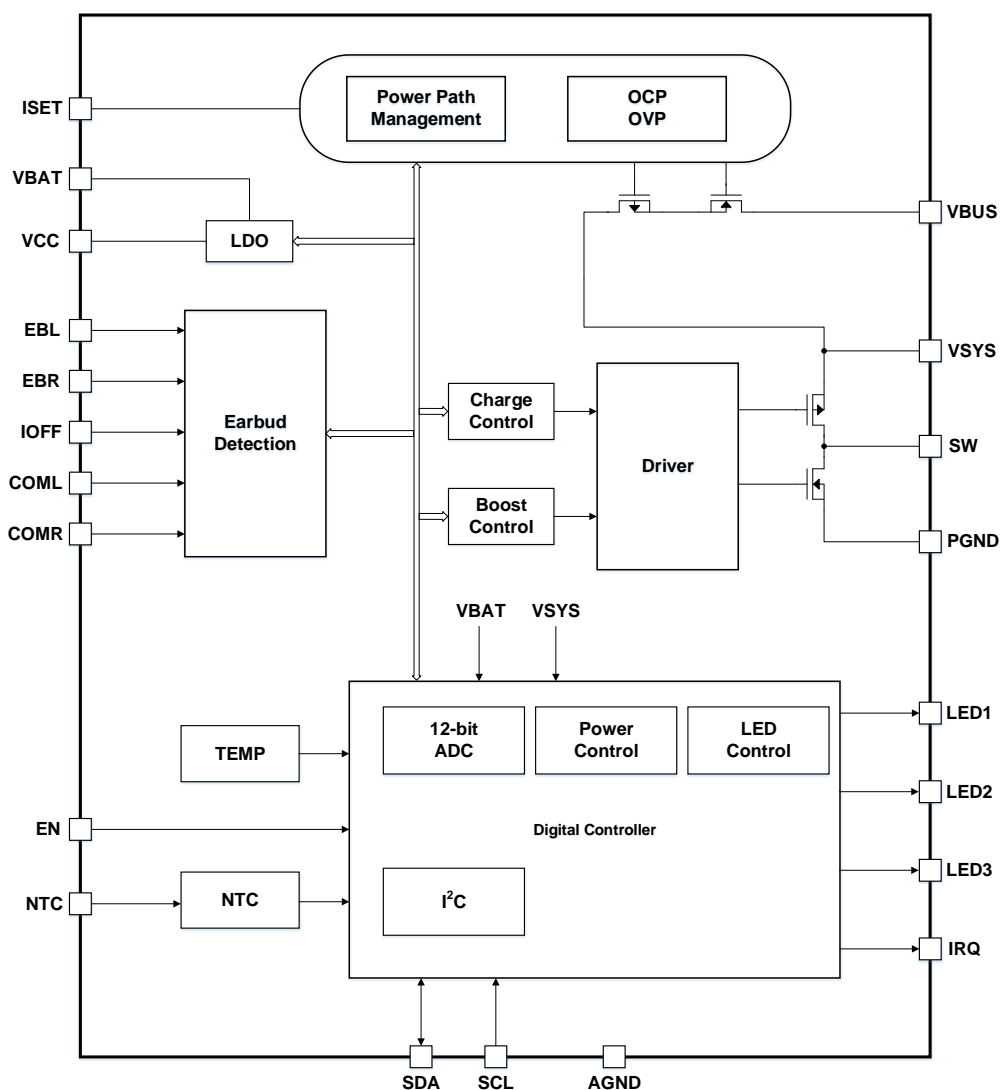 Power Path
Management
OCP
OVP
ISET
VBAT
VCC
LDO
VBUS
EBL
EBR
IOFF
COML
COMR
Earbud
Detection
Charge
Control
Boost
Control
Driver
VSYS
SW
PGND
VBAT
VSYS
12-bit
ADC
Power
Control
LED
Control
TEMP
EN
Digital Controller
NTC
NTC
I²C
LED1
LED2
LED3
IRQ
SDA
SCL
AGND